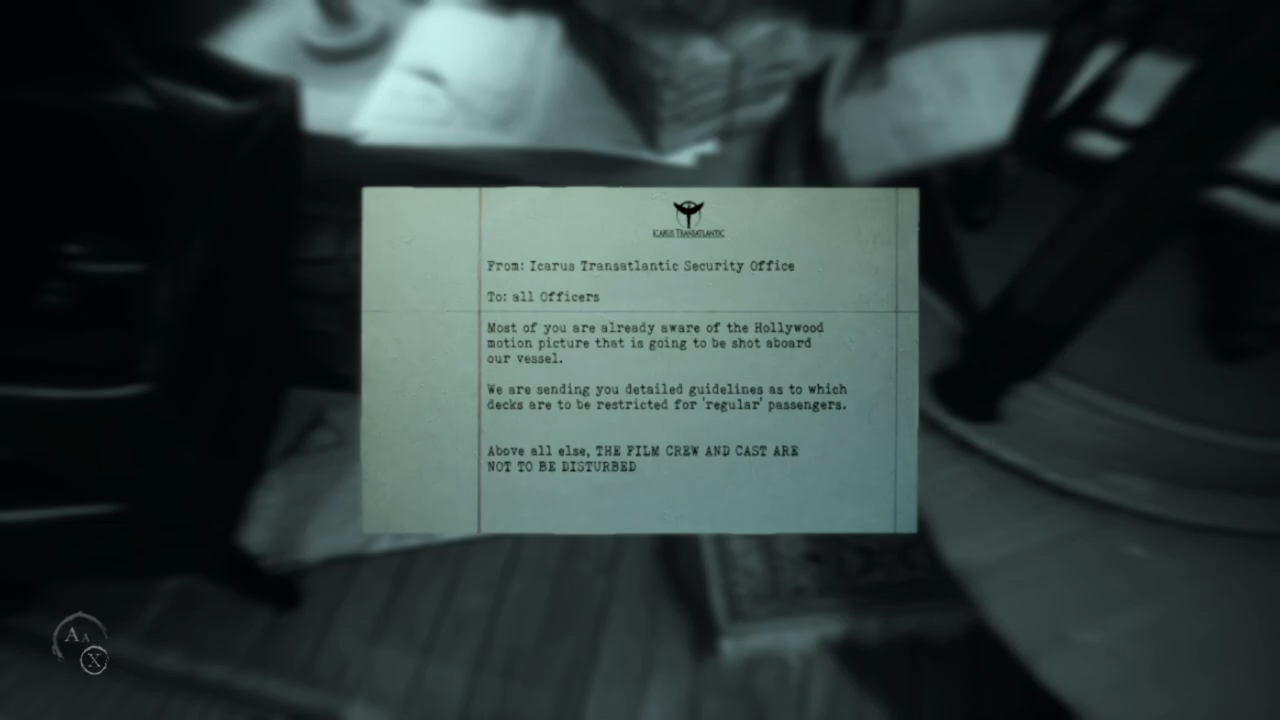 ICARUS TRANSATLANTIC
From: Icarus Transatlantic Security Office
To: all Officers
Most of you are already aware of the Hollywood
motion picture that is going to be shot aboard
our vessel.
We are sending you detailed guidelines as to which
decks are to be restricted for 'regular' passengers.
Above all else, THE FILM CREW AND CAST ARE
NOT TO BE DISTURBED
A A
X